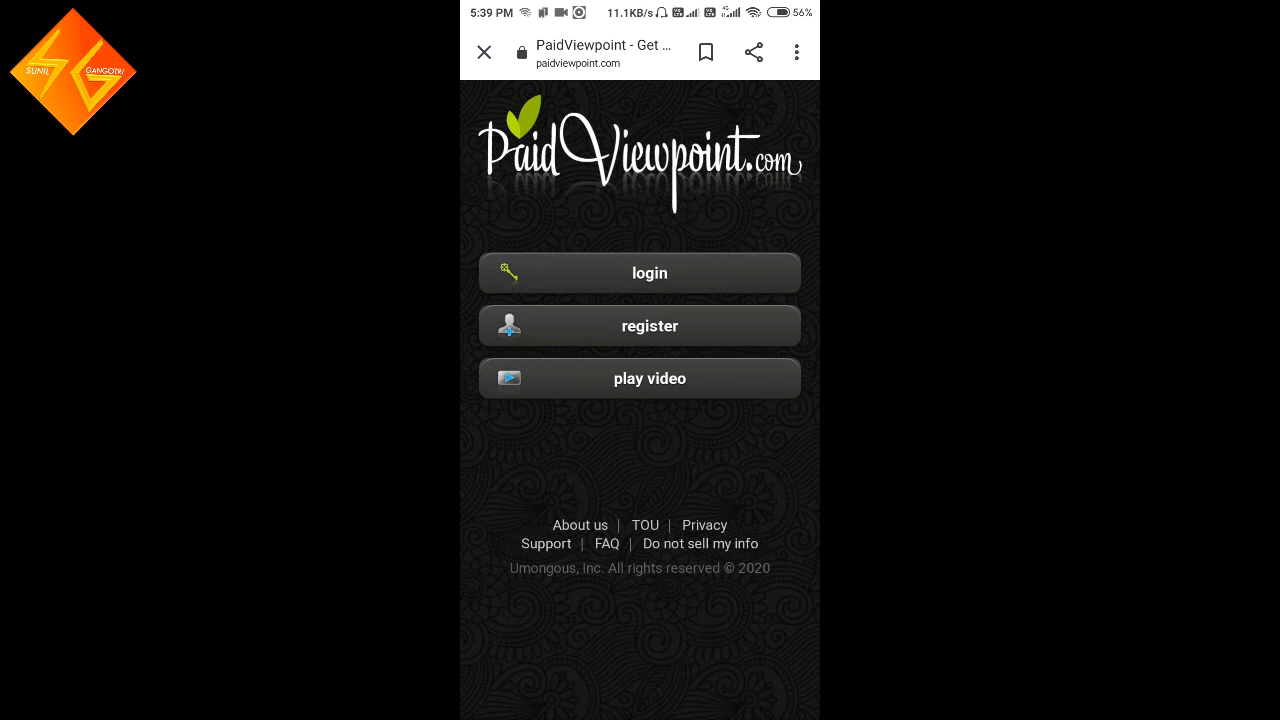 5:39 PM 11.1KB/s 4G 56%
SUNIL GANGOTRI
PaidViewpoint - Get ...
paidviewpoint.com
PaidViewpoint.com
login
register
play video
About us | TOU | Privacy
Support | FAQ | Do not sell my info
Umongous, Inc. All rights reserved © 2020